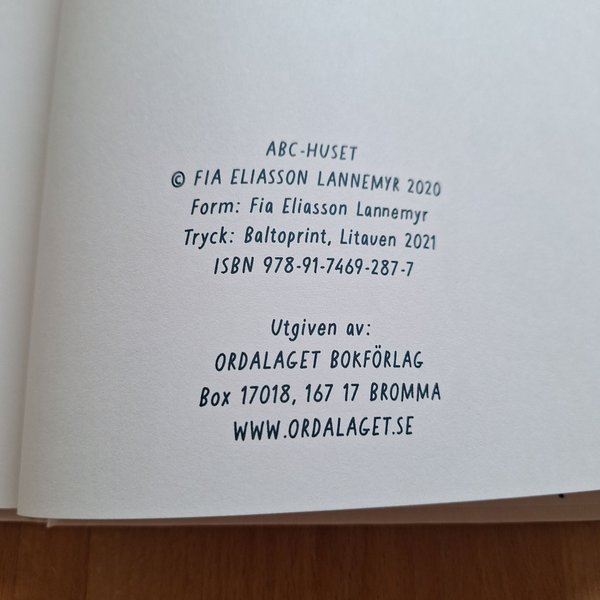 ABC-HUSET
© FIA ELIASSON LANNEMYR 2020
Form: Fia Eliasson Lannemyr
Tryck: Baltoprint, Litauen 2021
ISBN 978-91-7469-287-7
Utgiven av:
ORDALAGET BOKFÖRLAG
Box 17018, 167 17 BROMMA
WWW.ORDALAGET.SE